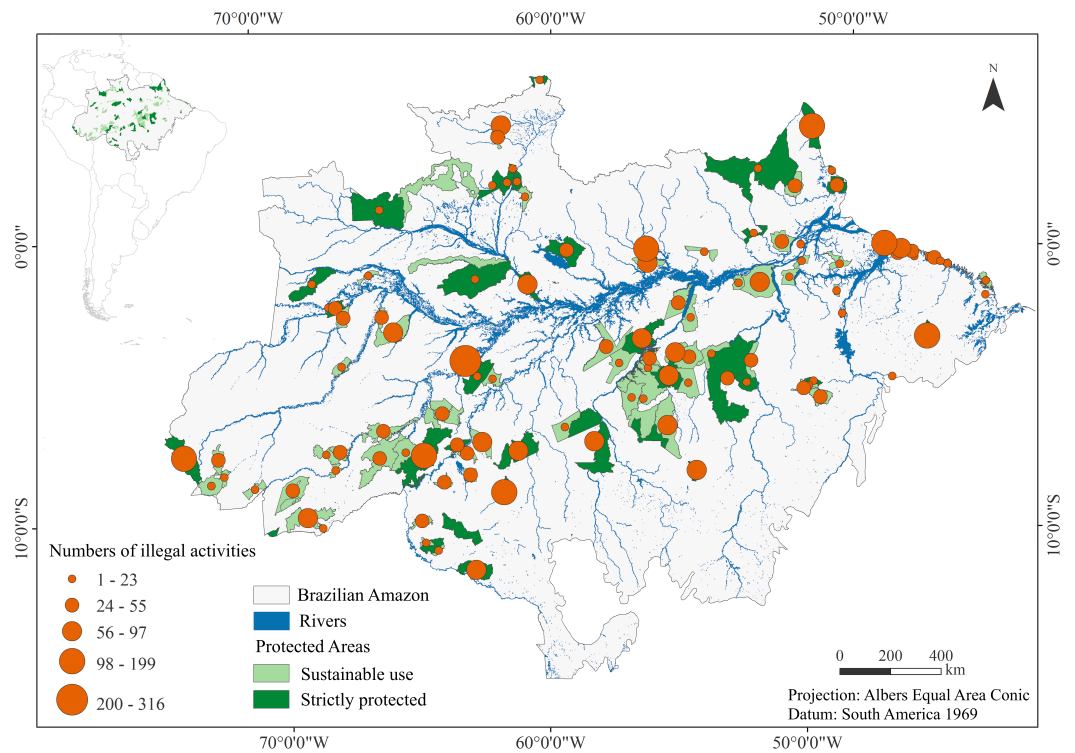 70°0'0"W 60°0'0"W 50°0'0"W
N
0°0'0" 0°0'0"
10°0'0"S 10°0'0"S
Numbers of illegal activities
1 - 23
24 - 55
56 - 97
98 - 199
200 - 316
Brazilian Amazon
Rivers
Protected Areas
Sustainable use
Strictly protected
0 200 400
km
Projection: Albers Equal Area Conic
Datum: South America 1969
70°0'0"W 60°0'0"W 50°0'0"W